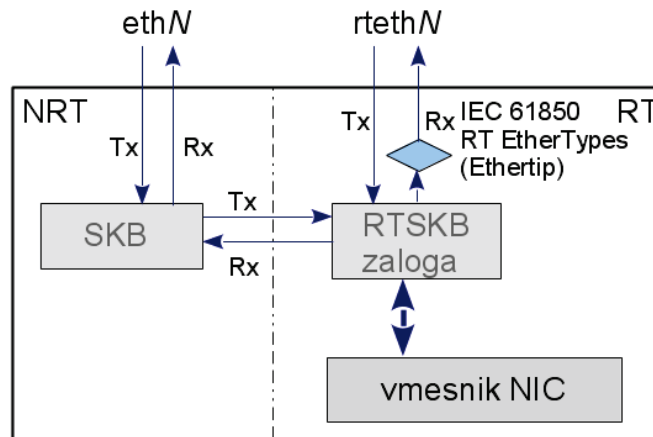 ethN
rtethN
NRT
RT
Tx
Rx
Tx
Rx
IEC 61850
RT EtherTypes
(Ethertip)
SKB
Tx
Rx
RTSKB
zaloga
vmesnik NIC